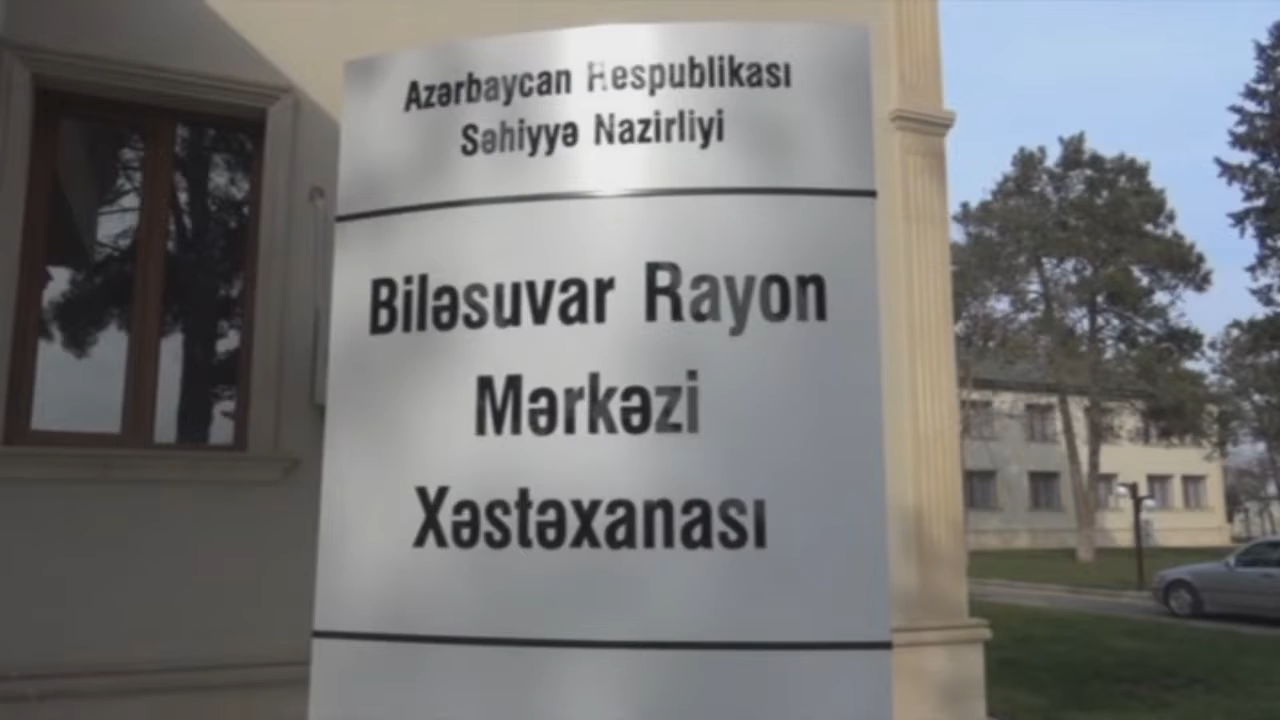 Azərbaycan Respublikası
Səhiyyə Nazirliyi
Biləsuvar Rayon
Mərkəzi
Xəstəxanası